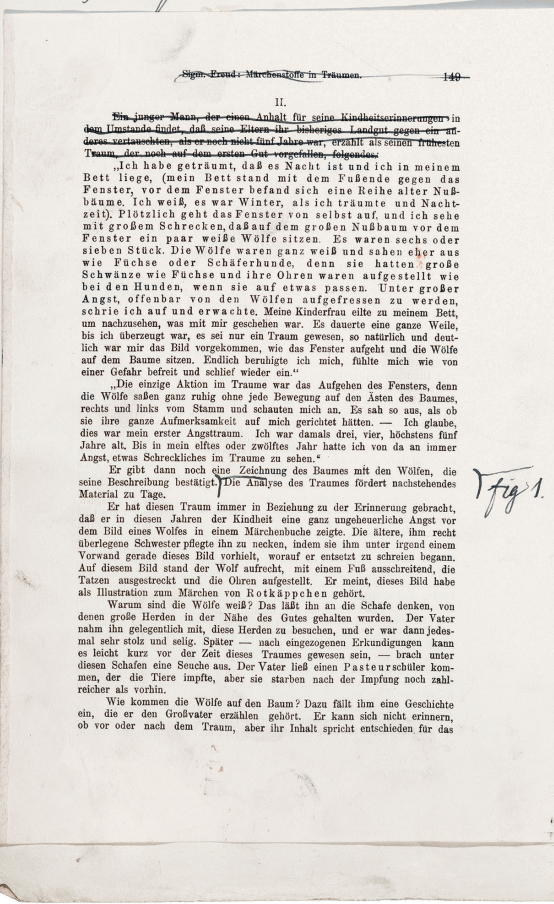 Sigm. Freud: Märchenstoffe in Träumen. 149
II.
Ein junger Mann, der einen Anhalt für seine Kindheitserinnerungen in
dem Umstande findet, daß seine Eltern ihr bisheriges Landgut gegen ein an-
deres vertauschten, als er noch nicht fünf Jahre war, erzählt als seinen frühesten
Traum, der noch auf dem ersten Gut vorgefallen, folgendes:
„Ich habe geträumt, daß es Nacht ist und ich in meinem
Bett liege, (mein Bett stand mit dem Fußende gegen das
Fenster, vor dem Fenster befand sich eine Reihe alter Nuß-
bäume. Ich weiß, es war Winter, als ich träumte und Nacht-
zeit). Plötzlich geht das Fenster von selbst auf, und ich sehe
mit großem Schrecken, daß auf dem großen Nußbaum vor dem
Fenster ein paar weiße Wölfe sitzen. Es waren sechs oder
sieben Stück. Die Wölfe waren ganz weiß und sahen eher aus
wie Füchse oder Schäferhunde, denn sie hatten große
Schwänze wie Füchse und ihre Ohren waren aufgestellt wie
bei den Hunden, wenn sie auf etwas passen. Unter großer
Angst, offenbar von den Wölfen aufgefressen zu werden,
schrie ich auf und erwachte. Meine Kinderfrau eilte zu meinem Bett,
um nachzusehen, was mit mir geschehen war. Es dauerte eine ganze Weile,
bis ich überzeugt war, es sei nur ein Traum gewesen, so natürlich und deut-
lich war mir das Bild vorgekommen, wie das Fenster aufgeht und die Wölfe
auf dem Baume sitzen. Endlich beruhigte ich mich, fühlte mich wie von
einer Gefahr befreit und schlief wieder ein.“
„Die einzige Aktion im Traume war das Aufgehen des Fensters, denn
die Wölfe saßen ganz ruhig ohne jede Bewegung auf den Ästen des Baumes,
rechts und links vom Stamm und schauten mich an. Es sah so aus, als ob
sie ihre ganze Aufmerksamkeit auf mich gerichtet hätten. — Ich glaube,
dies war mein erster Angsttraum. Ich war damals drei, vier, höchstens fünf
Jahre alt. Bis in mein elftes oder zwölftes Jahr hatte ich von da an immer
Angst, etwas Schreckliches im Traume zu sehen.“
Er gibt dann noch eine Zeichnung des Baumes mit den Wölfen, die
seine Beschreibung bestätigt. Die Analyse des Traumes fördert nachstehendes
Material zu Tage.
fig 1.
Er hat diesen Traum immer in Beziehung zu der Erinnerung gebracht,
daß er in diesen Jahren der Kindheit eine ganz ungeheuerliche Angst vor
dem Bild eines Wolfes in einem Märchenbuche zeigte. Die ältere, ihm recht
überlegene Schwester pflegte ihn zu necken, indem sie ihm unter irgend einem
Vorwand gerade dieses Bild vorhielt, worauf er entsetzt zu schreien begann.
Auf diesem Bild stand der Wolf aufrecht, mit einem Fuß ausschreitend, die
Tatzen ausgestreckt und die Ohren aufgestellt. Er meint, dieses Bild habe
als Illustration zum Märchen von Rotkäppchen gehört.
Warum sind die Wölfe weiß? Das läßt ihn an die Schafe denken, von
denen große Herden in der Nähe des Gutes gehalten wurden. Der Vater
nahm ihn gelegentlich mit, diese Herden zu besuchen, und er war dann jedes-
mal sehr stolz und selig. Später — nach eingezogenen Erkundigungen kann
es leicht kurz vor der Zeit dieses Traumes gewesen sein, — brach unter
diesen Schafen eine Seuche aus. Der Vater ließ einen Pasteurschüler kom-
men, der die Tiere impfte, aber sie starben nach der Impfung noch zahl-
reicher als vorhin.
Wie kommen die Wölfe auf den Baum? Dazu fällt ihm eine Geschichte
ein, die er den Großvater erzählen gehört. Er kann sich nicht erinnern,
ob vor oder nach dem Traum, aber ihr Inhalt spricht entschieden für das